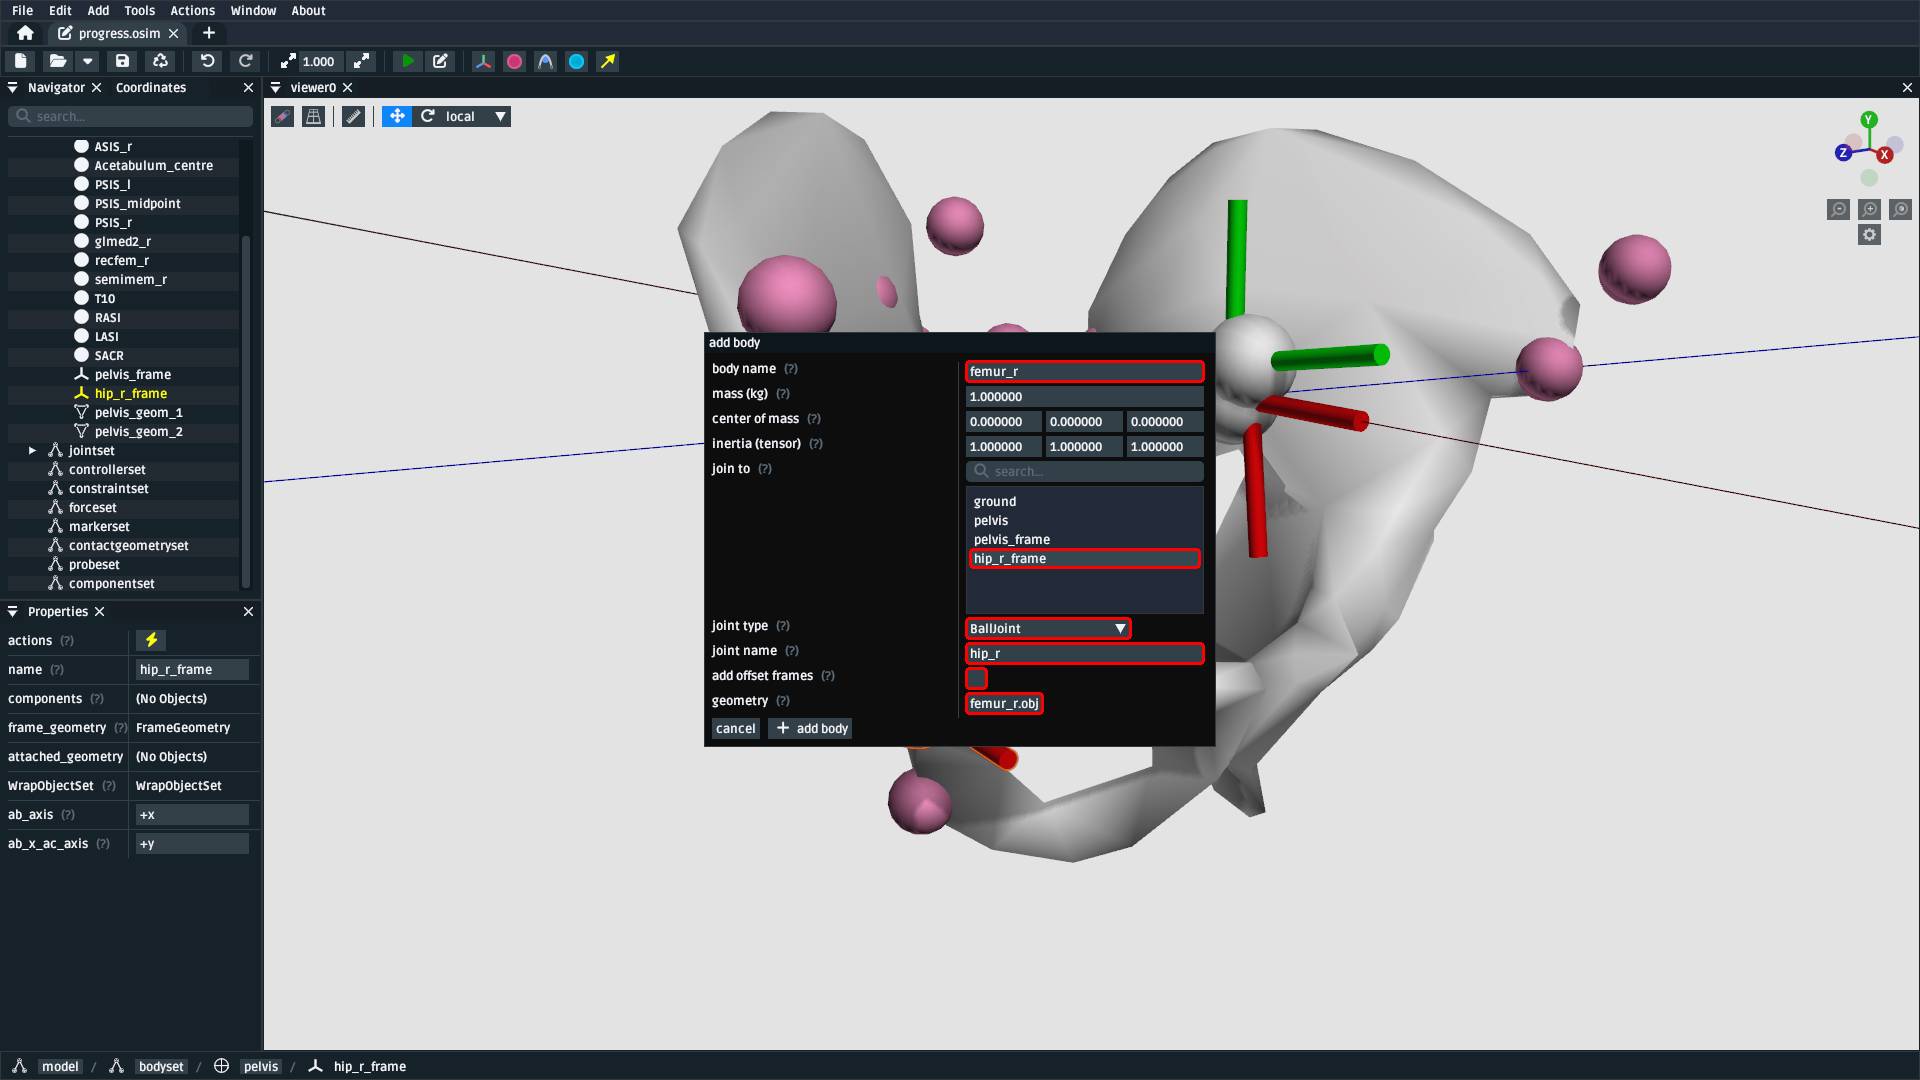 File Edit Add Tools Actions Window About
progress.osim
1.000
Navigator Coordinates
search...
ASIS_r
Acetabulum_centre
PSIS_l
PSIS_midpoint
PSIS_r
glmed2_r
recfem_r
semimem_r
T10
RASI
LASI
SACR
pelvis_frame
hip_r_frame
pelvis_geom_1
pelvis_geom_2
jointset
controllerset
constraintset
forceset
markerset
contactgeometryset
probeset
componentset
Properties
actions (?)
name (?) hip_r_frame
components (?) (No Objects)
frame_geometry (?) FrameGeometry
attached_geometry (No Objects)
WrapObjectSet (?) WrapObjectSet
ab_axis (?) +x
ab_x_ac_axis (?) +y
viewer0
local
Y
Z X
add body
body name (?) femur_r
mass (kg) (?) 1.000000
center of mass (?) 0.000000 0.000000 0.000000
inertia (tensor) (?) 1.000000 1.000000 1.000000
join to (?) search...
ground
pelvis
pelvis_frame
hip_r_frame
joint type (?) BallJoint
joint name (?) hip_r
add offset frames (?)
geometry (?) femur_r.obj
cancel + add body
model / bodyset / pelvis / hip_r_frame